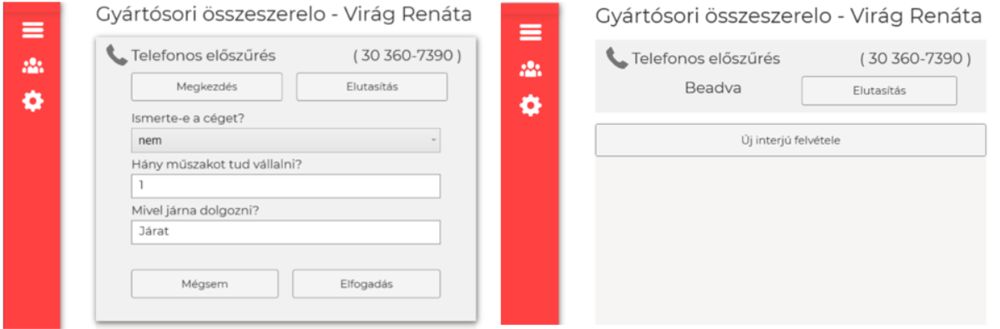 Gyártósori összeszerelo - Virág Renáta
Telefonos előszűrés ( 30 360-7390 )
Megkezdés Elutasítás
Ismerte-e a céget?
nem
Hány műszakot tud vállalni?
1
Mivel járna dolgozni?
Járat
Mégsem Elfogadás
Gyártósori összeszerelo - Virág Renáta
Telefonos előszűrés ( 30 360-7390 )
Beadva Elutasítás
Új interjú felvétele